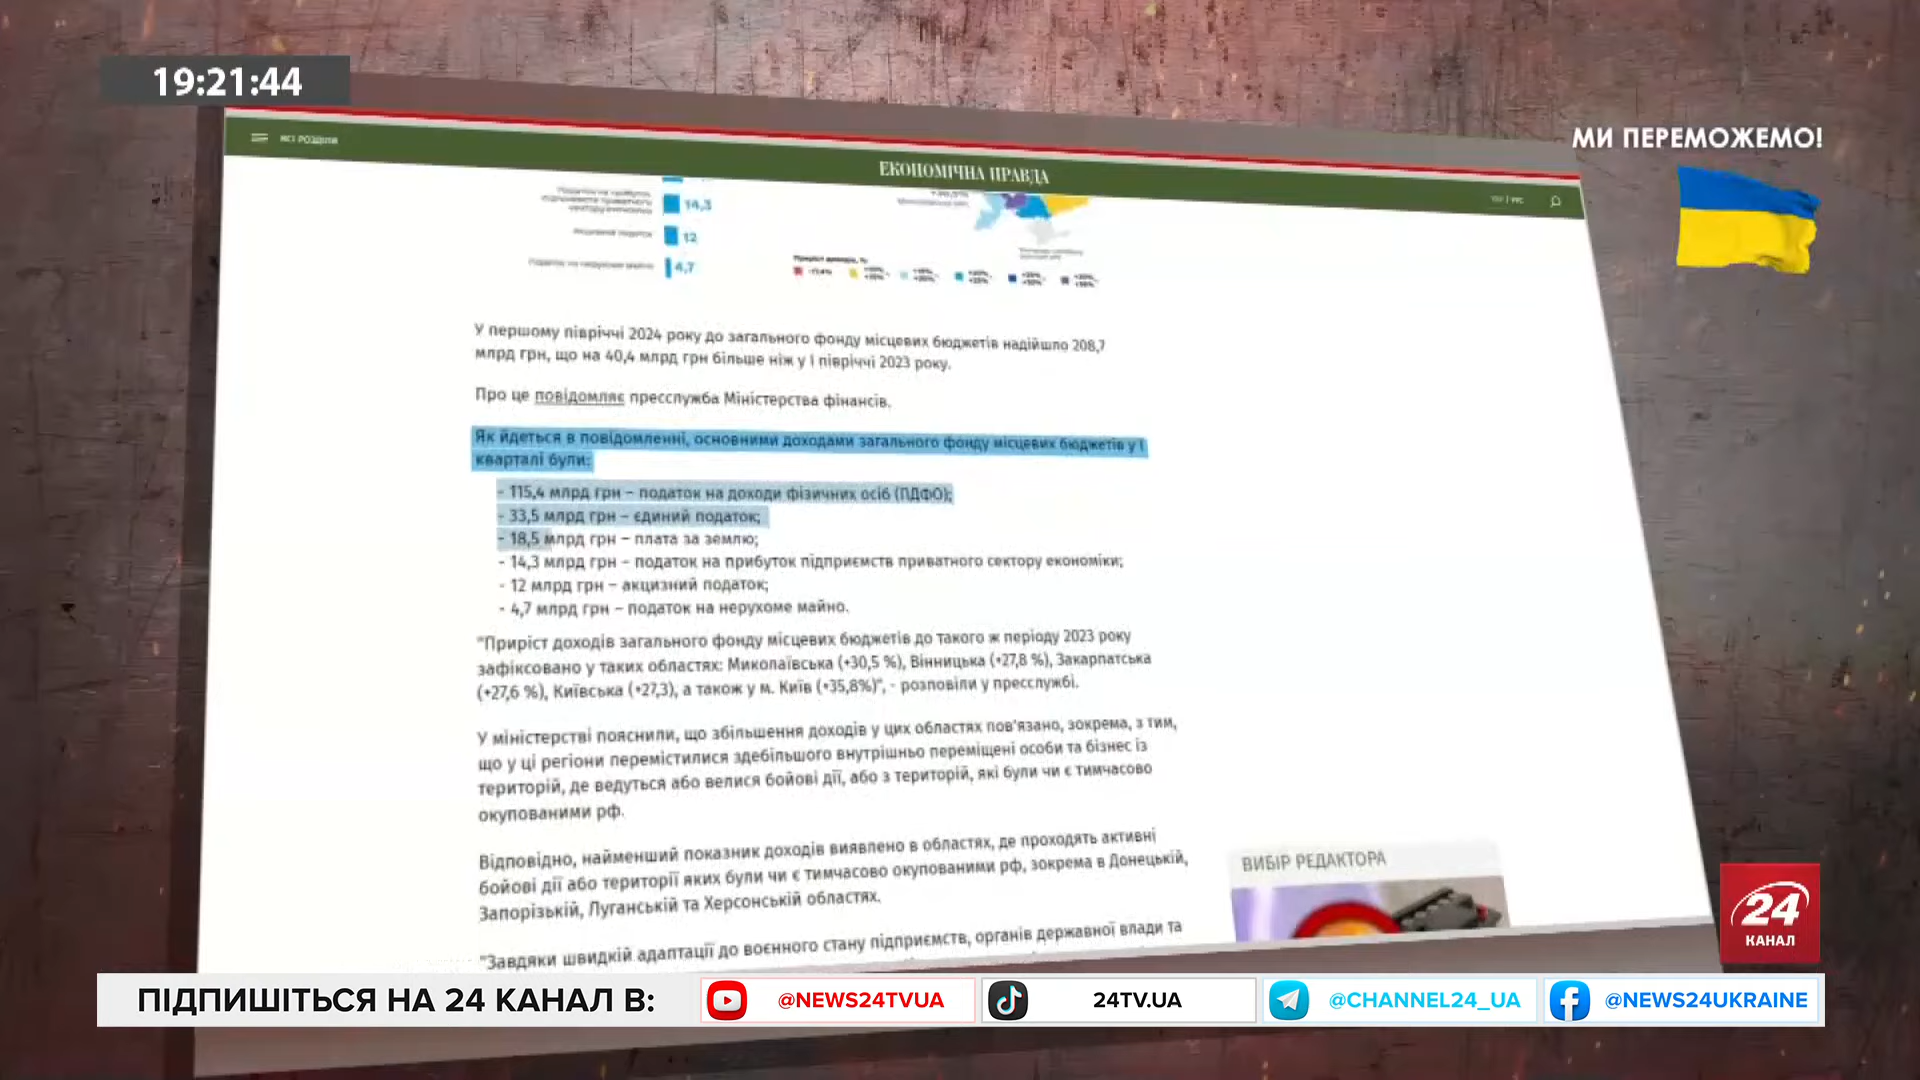 19:21:44
МИ ПЕРЕМОЖЕМО!
ВСІ РОЗДІЛИ
ЕКОНОМІЧНА ПРАВДА
14,3
12
4,7
У першому півріччі 2024 року до загального фонду місцевих бюджетів надійшло 208,7
млрд грн, що на 40,4 млрд грн більше ніж у І півріччі 2023 року.
Про це повідомляє пресслужба Міністерства фінансів.
Як йдеться в повідомленні, основними доходами загального фонду місцевих бюджетів у І
кварталі були:
- 115,4 млрд грн – податок на доходи фізичних осіб (ПДФО);
- 33,5 млрд грн – єдиний податок;
- 18,5 млрд грн – плата за землю;
- 14,3 млрд грн – податок на прибуток підприємств приватного сектору економіки;
- 12 млрд грн – акцизний податок;
- 4,7 млрд грн – податок на нерухоме майно.
"Приріст доходів загального фонду місцевих бюджетів до такого ж періоду 2023 року
зафіксовано у таких областях: Миколаївська (+30,5 %), Вінницька (+27,8 %), Закарпатська
(+27,6 %), Київська (+27,3), а також у м. Київ (+35,8%)", - розповіли у пресслужбі.
У міністерстві пояснили, що збільшення доходів у цих областях пов'язано, зокрема, з тим,
що у ці регіони перемістилися здебільшого внутрішньо переміщені особи та бізнес із
територій, де ведуться або велися бойові дії, або з територій, які були чи є тимчасово
окупованими рф.
Відповідно, найменший показник доходів виявлено в областях, де проходять активні
бойові дії або території яких були чи є тимчасово окупованими рф, зокрема в Донецькій,
Запорізькій, Луганській та Херсонській областях.
"Завдяки швидкій адаптації до воєнного стану підприємств, органів державної влади та
ВИБІР РЕДАКТОРА
24
КАНАЛ
ПІДПИШІТЬСЯ НА 24 КАНАЛ В: @NEWS24TVUA 24TV.UA @CHANNEL24_UA @NEWS24UKRAINE